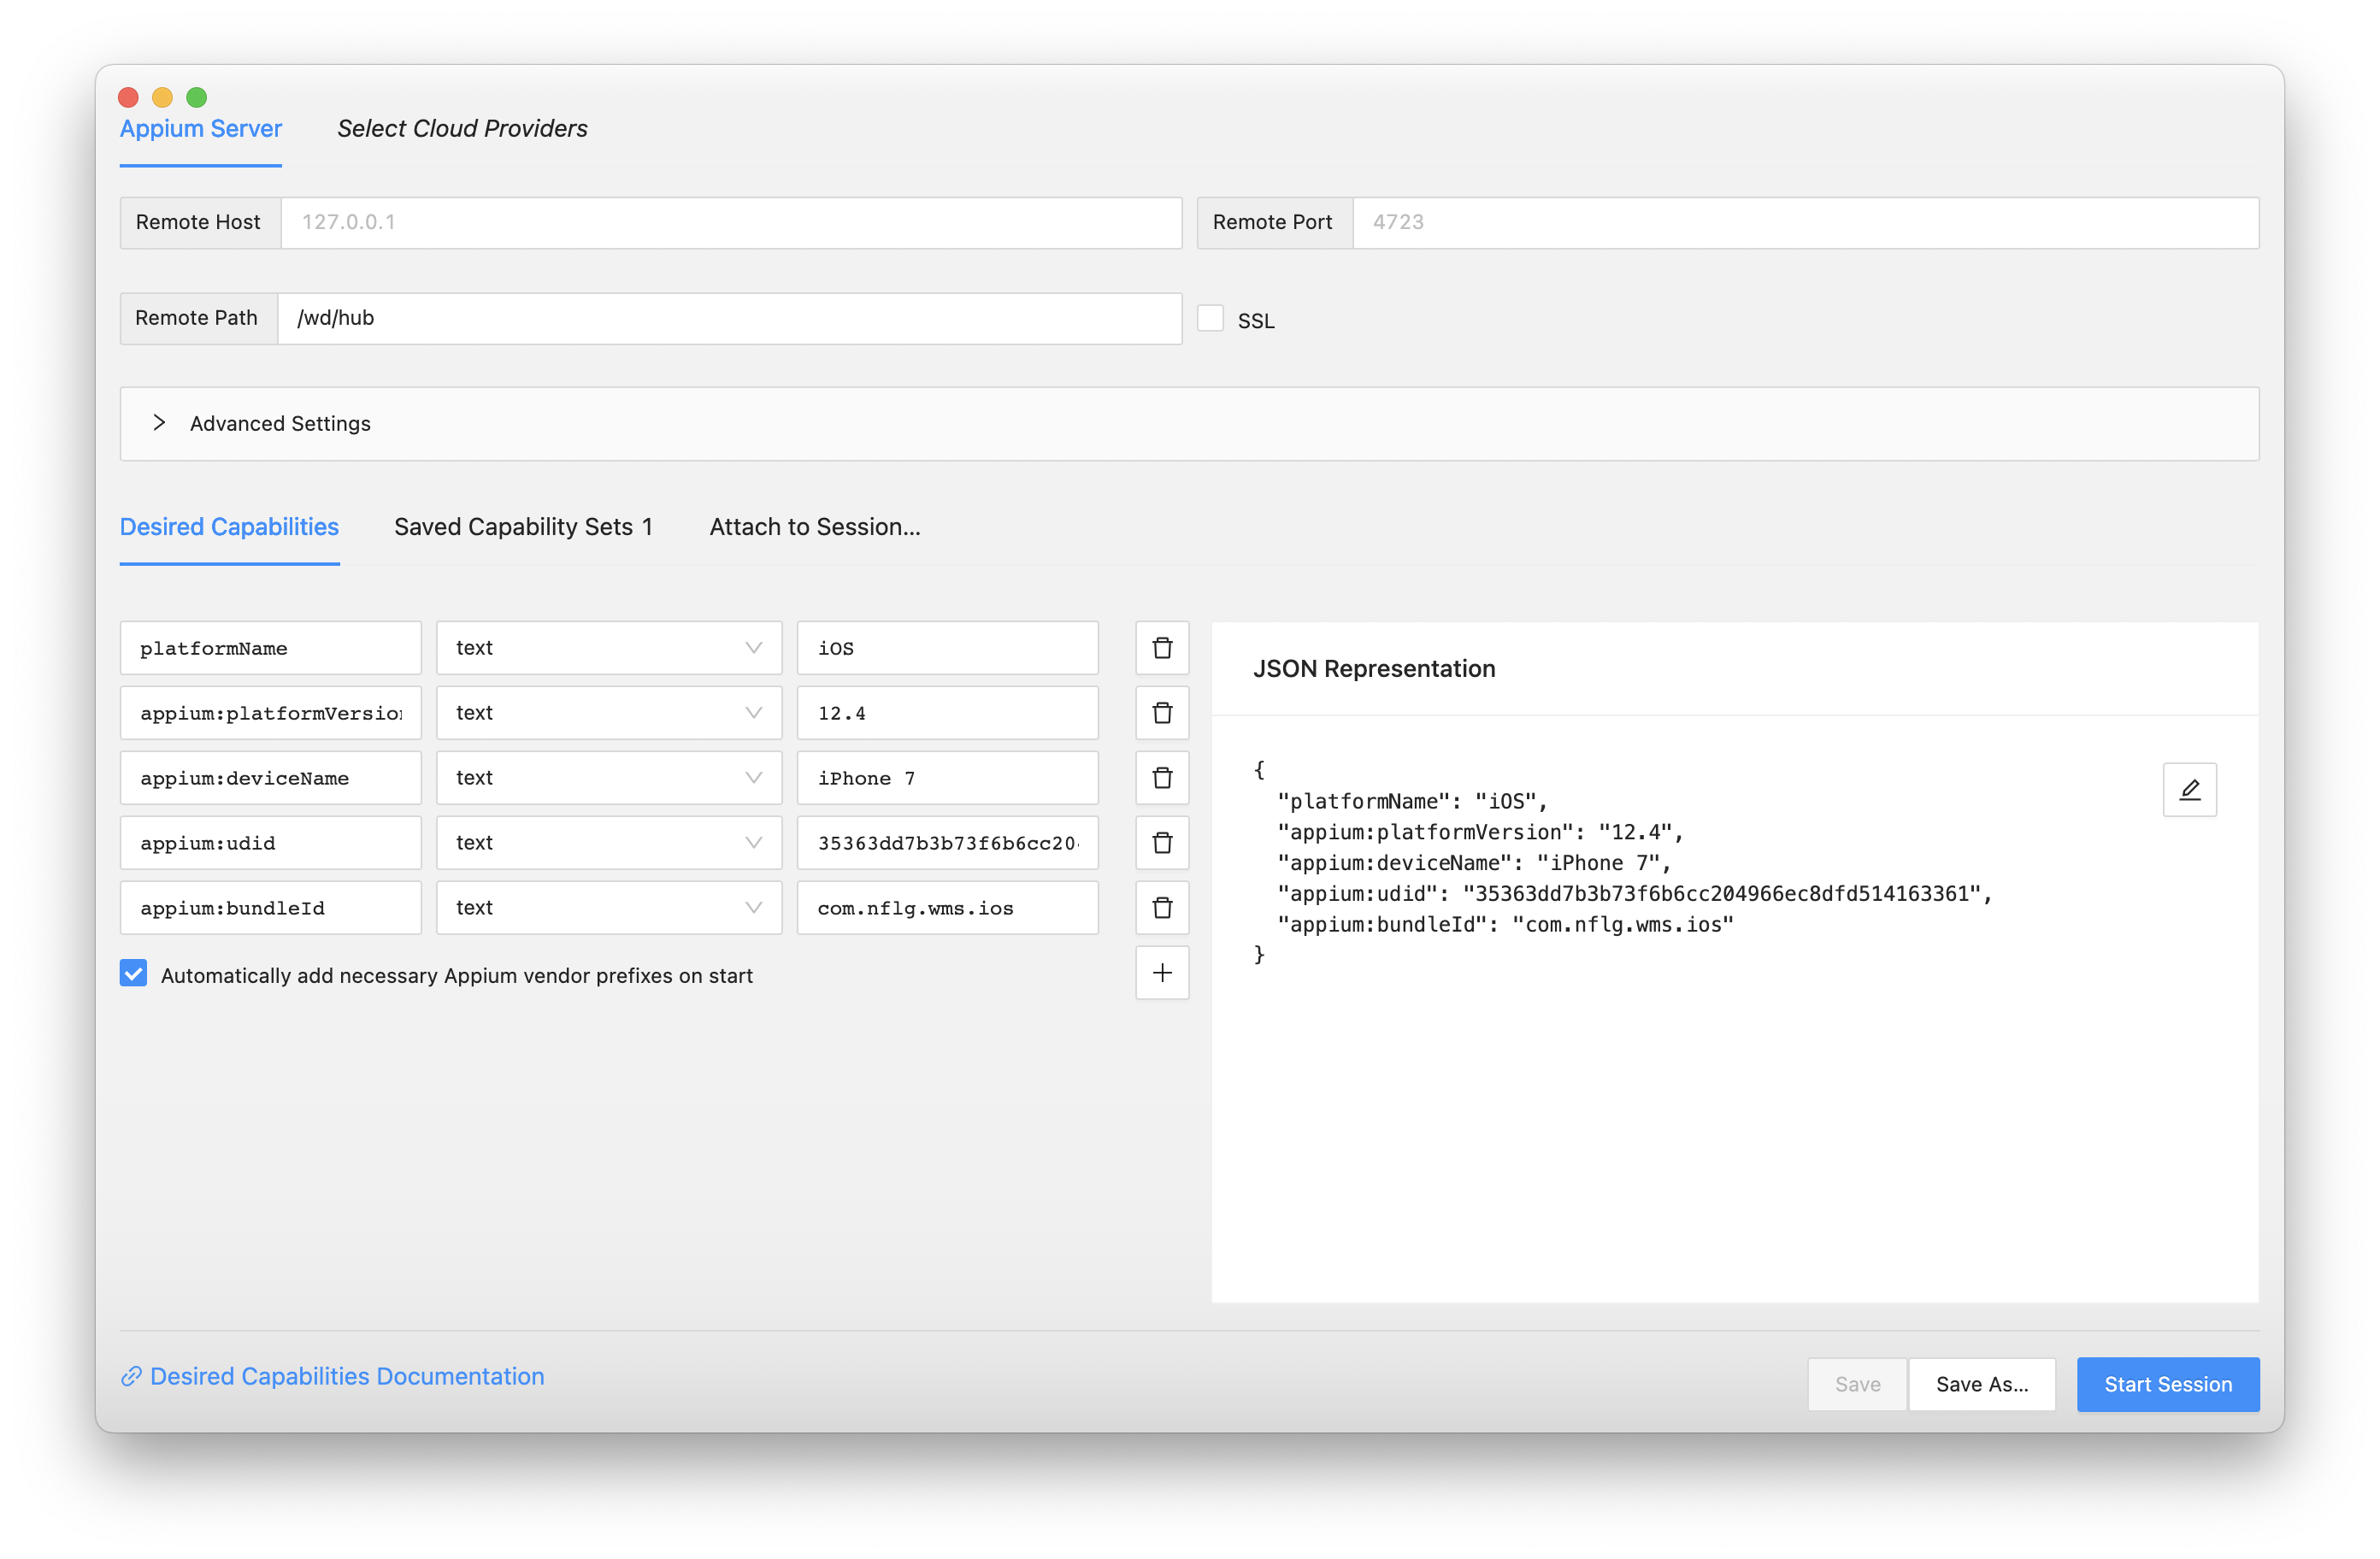 Appium Server Select Cloud Providers
Remote Host 127.0.0.1 Remote Port 4723
Remote Path /wd/hub SSL
Advanced Settings
Desired Capabilities Saved Capability Sets 1 Attach to Session...
platformName text iOS
appium:platformVersion text 12.4
appium:deviceName text iPhone 7
appium:udid text 35363dd7b3b73f6b6cc204
appium:bundleId text com.nflg.wms.ios
Automatically add necessary Appium vendor prefixes on start
JSON Representation
{
"platformName": "iOS",
"appium:platformVersion": "12.4",
"appium:deviceName": "iPhone 7",
"appium:udid": "35363dd7b3b73f6b6cc204966ec8dfd514163361",
"appium:bundleId": "com.nflg.wms.ios"
}
Desired Capabilities Documentation Save Save As... Start Session